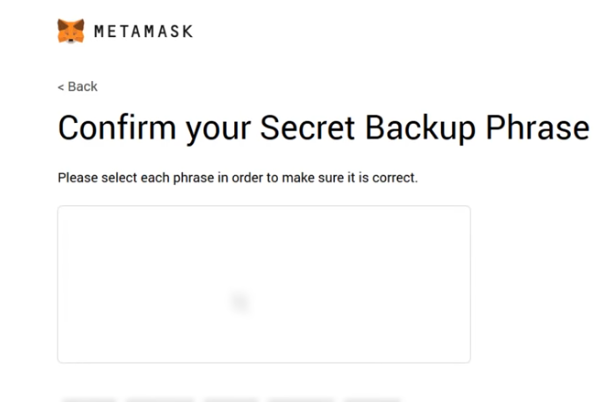 METAMASK
< Back
Confirm your Secret Backup Phrase
Please select each phrase in order to make sure it is correct.